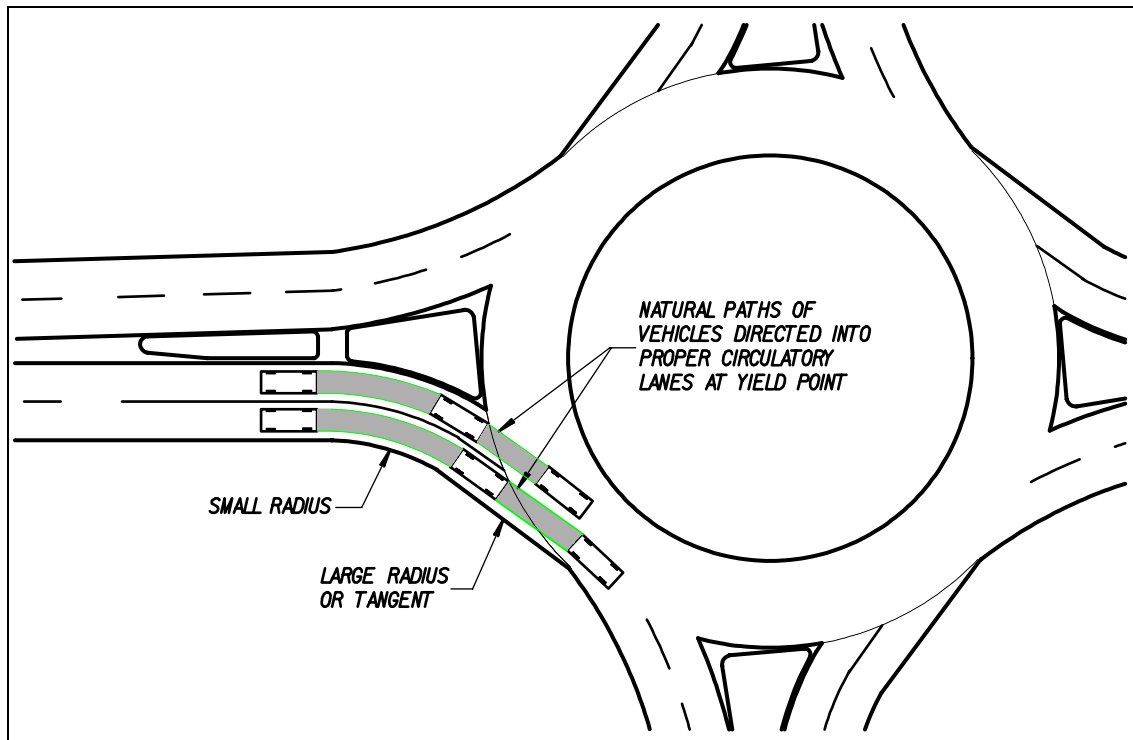 NATURAL PATHS OF
VEHICLES DIRECTED INTO
PROPER CIRCULATORY
LANES AT YIELD POINT
SMALL RADIUS
LARGE RADIUS
OR TANGENT